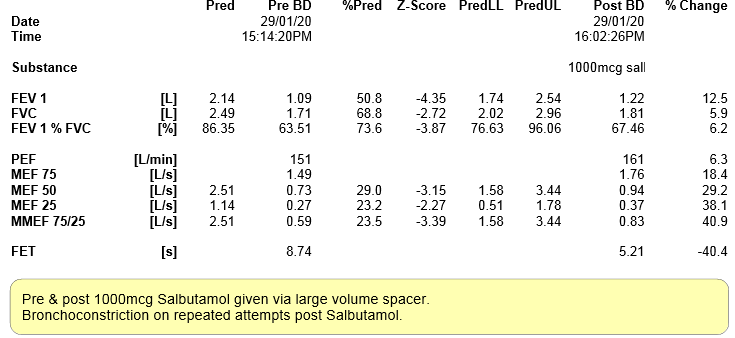 Pred Pre BD %Pred Z-Score PredLL PredUL Post BD % Change
Date 29/01/20 29/01/20
Time 15:14:20PM 16:02:26PM
Substance 1000mcg sal
FEV 1 [L] 2.14 1.09 50.8 -4.35 1.74 2.54 1.22 12.5
FVC [L] 2.49 1.71 68.8 -2.72 2.02 2.96 1.81 5.9
FEV 1 % FVC [%] 86.35 63.51 73.6 -3.87 76.63 96.06 67.46 6.2
PEF [L/min] 151 161 6.3
MEF 75 [L/s] 1.49 1.76 18.4
MEF 50 [L/s] 2.51 0.73 29.0 -3.15 1.58 3.44 0.94 29.2
MEF 25 [L/s] 1.14 0.27 23.2 -2.27 0.51 1.78 0.37 38.1
MMEF 75/25 [L/s] 2.51 0.59 23.5 -3.39 1.58 3.44 0.83 40.9
FET [s] 8.74 5.21 -40.4
Pre & post 1000mcg Salbutamol given via large volume spacer.
Bronchoconstriction on repeated attempts post Salbutamol.